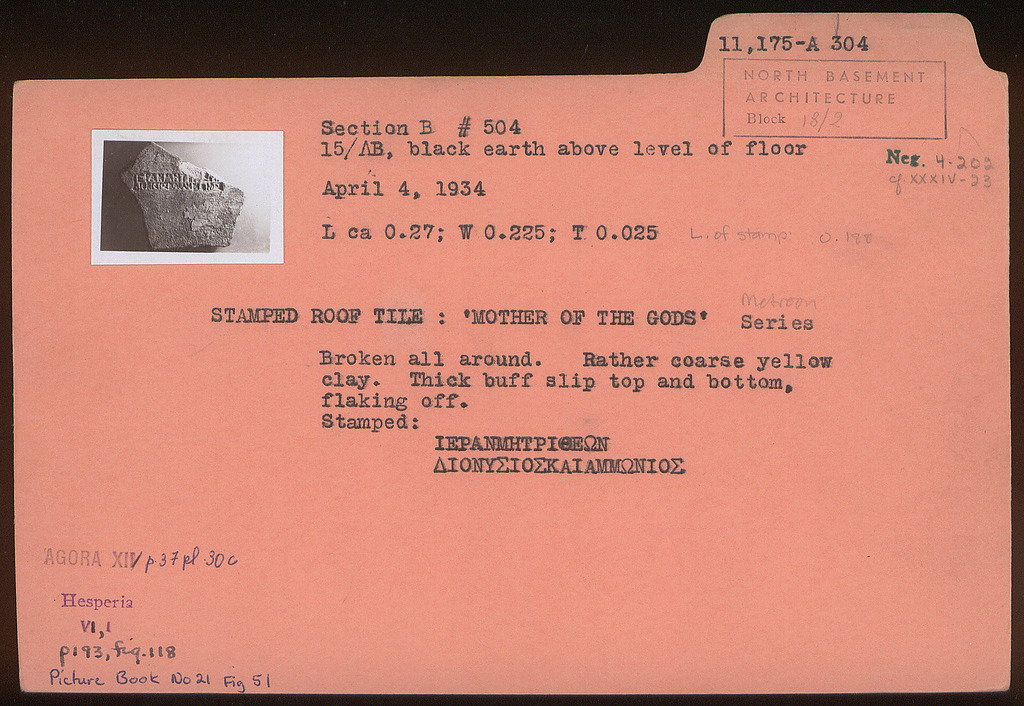 11,175-A 304
NORTH BASEMENT
ARCHITECTURE
Block 18/2
Section B # 504
15/ΛΒ, black earth above level of floor
Neg. 4-202
cf. XXXIV-23
April 4, 1934
L ca 0.27; W 0.225; T 0.025 L. of stamp: 0.188
Metroon
STAMPED ROOF TILE : 'MOTHER OF THE GODS' Series
Broken all around. Rather coarse yellow
clay. Thick buff slip top and bottom,
flaking off.
Stamped:
ΙΕΡΑΝΜΗΤΡΙΘΕΩΝ
ΔΙΟΝΥΣΙΟΣΚΑΙΑΜΜΩΝΙΟΣ
AGORA XIV p.37 pl.30c
Hesperia
VI,1
p193, fig.118
Picture Book No 21 Fig 51